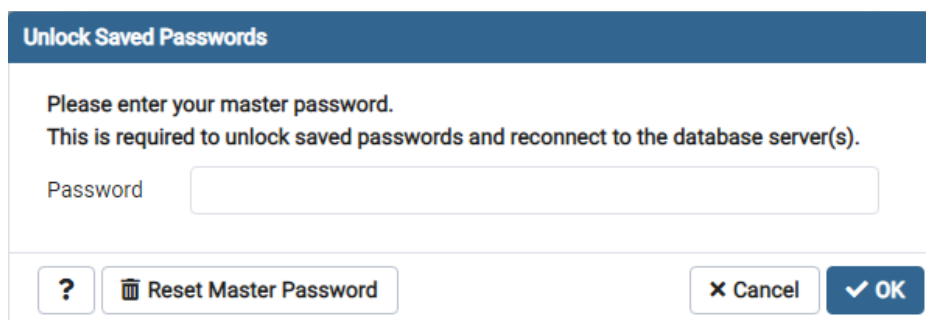 Unlock Saved Passwords
Please enter your master password.
This is required to unlock saved passwords and reconnect to the database server(s).
Password
? Reset Master Password Cancel OK